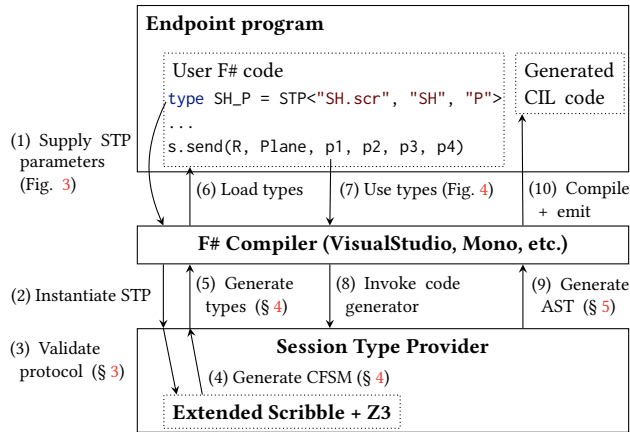 Endpoint program
User F# code
type SH_P = STP<"SH.scr", "SH", "P">
...
s.send(R, Plane, p1, p2, p3, p4)
Generated
CIL code
(1) Supply STP
parameters
(Fig. 3)
(6) Load types
(7) Use types (Fig. 4)
(10) Compile
+ emit
F# Compiler (VisualStudio, Mono, etc.)
(2) Instantiate STP
(5) Generate
types (§ 4)
(8) Invoke code
generator
(9) Generate
AST (§ 5)
(3) Validate
protocol (§ 3)
Session Type Provider
(4) Generate CFSM (§ 4)
Extended Scribble + Z3